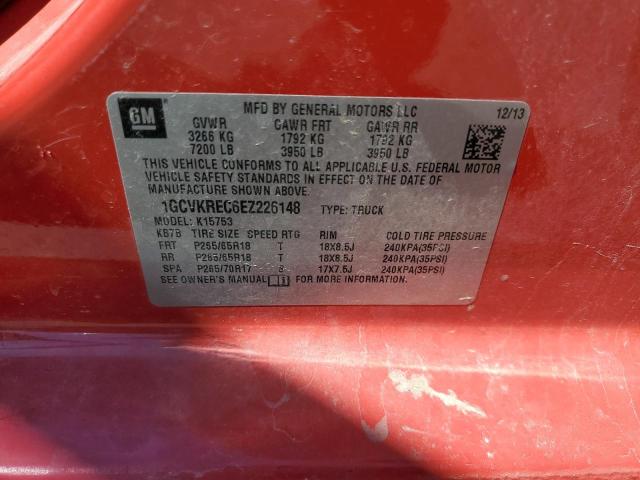 GM
MFD BY GENERAL MOTORS LLC 12/13
GVWR GAWR FRT GAWR RR
3266 KG 1792 KG 1792 KG
7200 LB 3950 LB 3950 LB
THIS VEHICLE CONFORMS TO ALL APPLICABLE U.S. FEDERAL MOTOR
VEHICLE SAFETY STANDARDS IN EFFECT ON THE DATE OF
MANUFACTURE SHOWN ABOVE.
1GCVKREC6EZ226148 TYPE: TRUCK
MODEL: K15753
KB7B TIRE SIZE SPEED RTG RIM COLD TIRE PRESSURE
FRT P265/65R18 T 18X8.5J 240KPA(35PSI)
RR P265/65R18 T 18X8.5J 240KPA(35PSI)
SPA P265/70R17 S 17X7.5J 240KPA(35PSI)
SEE OWNER'S MANUAL FOR MORE INFORMATION.